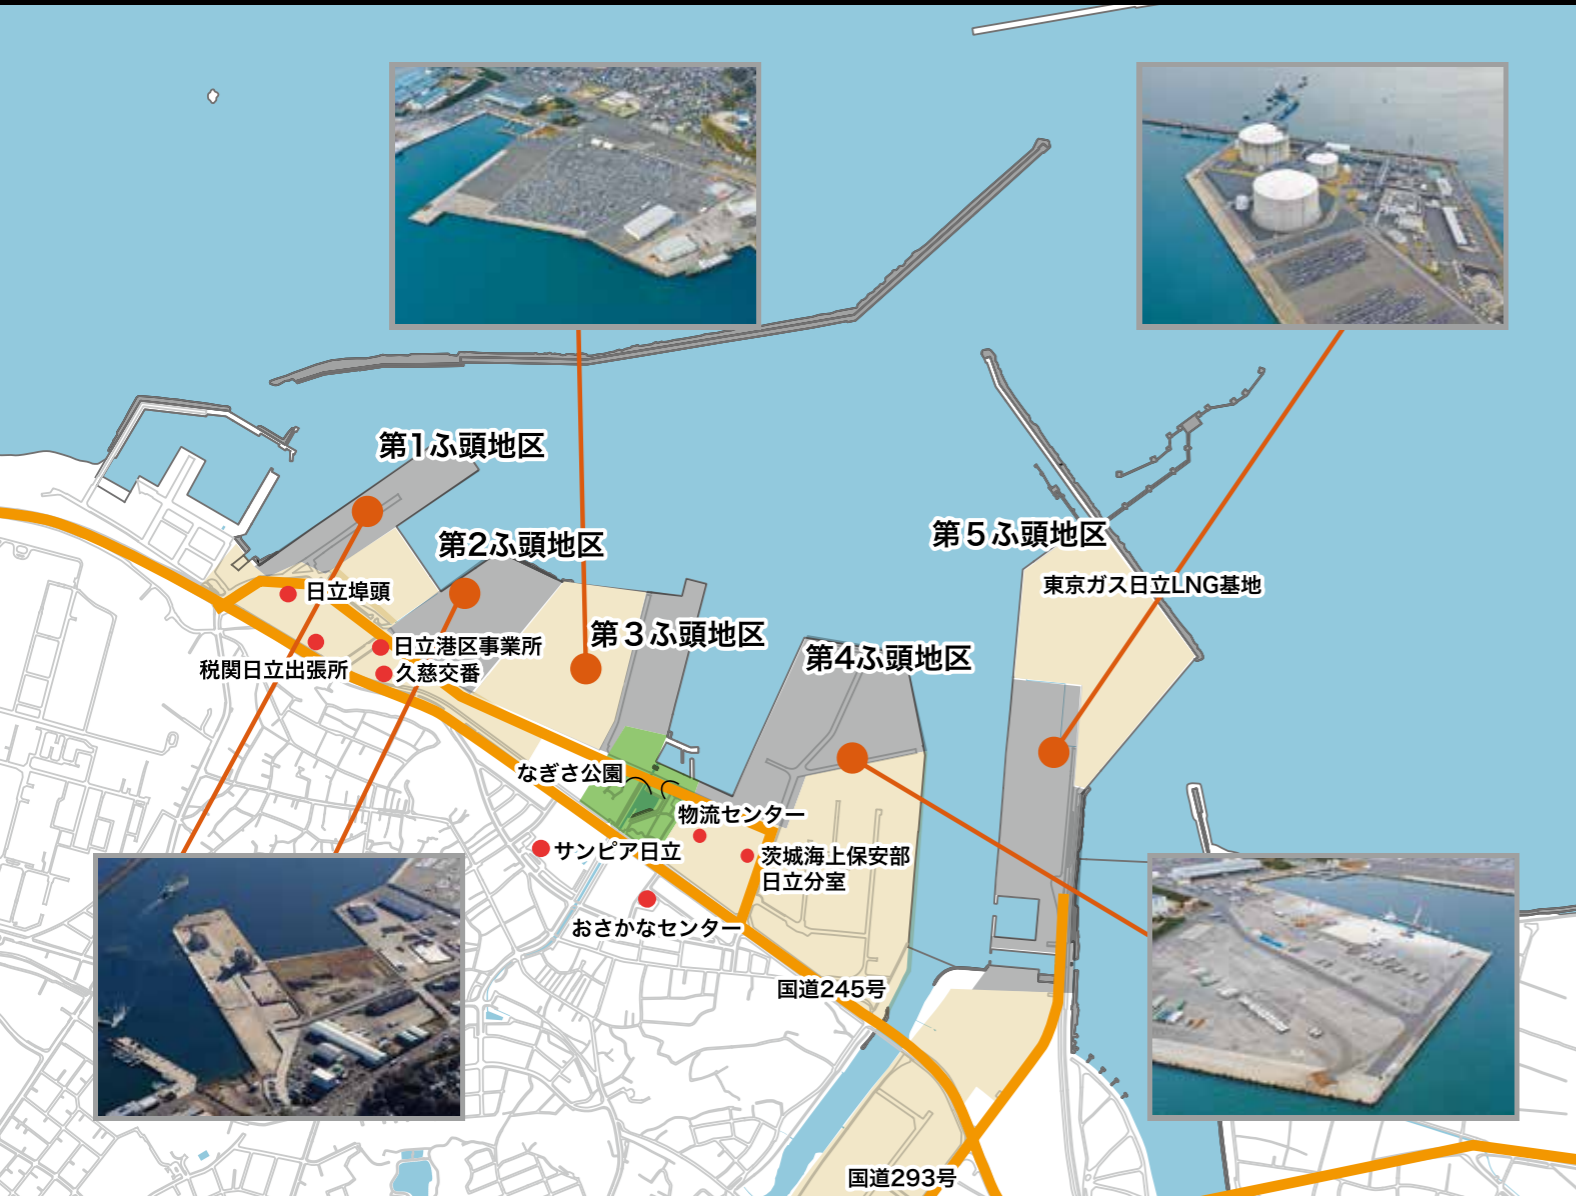 第1ふ頭地区
第2ふ頭地区
第５ふ頭地区
東京ガス日立LNG基地
日立埠頭
第３ふ頭地区
日立港区事業所
第4ふ頭地区
税関日立出張所
久慈交番
なぎさ公園
物流センター
サンピア日立
茨城海上保安部
日立分室
おさかなセンター
国道245号
国道293号